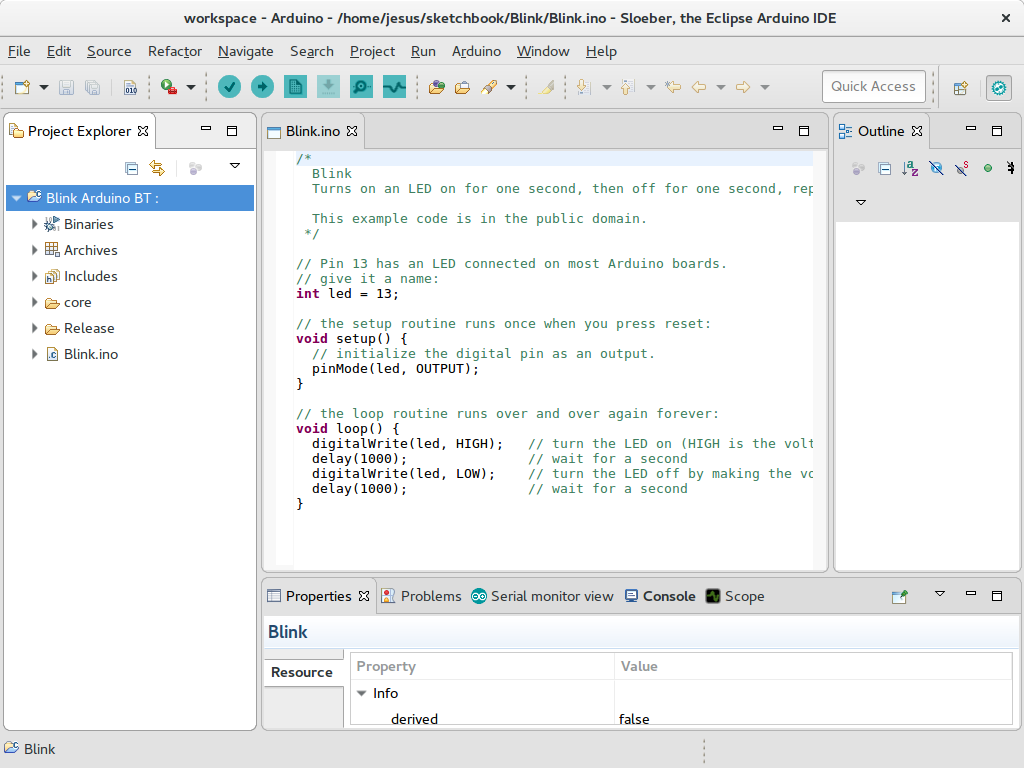 workspace - Arduino - /home/jesus/sketchbook/Blink/Blink.ino - Sloeber, the Eclipse Arduino IDE
File Edit Source Refactor Navigate Search Project Run Arduino Window Help
010
Quick Access
Project Explorer
Blink.ino
Outline
Blink Arduino BT :
Binaries
Archives
Includes
core
Release
Blink.ino
/*
  Blink
  Turns on an LED on for one second, then off for one second, rep

  This example code is in the public domain.
 */

// Pin 13 has an LED connected on most Arduino boards.
// give it a name:
int led = 13;

// the setup routine runs once when you press reset:
void setup() {
  // initialize the digital pin as an output.
  pinMode(led, OUTPUT);
}

// the loop routine runs over and over again forever:
void loop() {
  digitalWrite(led, HIGH);   // turn the LED on (HIGH is the volt
  delay(1000);               // wait for a second
  digitalWrite(led, LOW);    // turn the LED off by making the vo
  delay(1000);               // wait for a second
}
Properties Problems Serial monitor view Console Scope
Blink
Resource
Property Value
Info
derived false
Blink